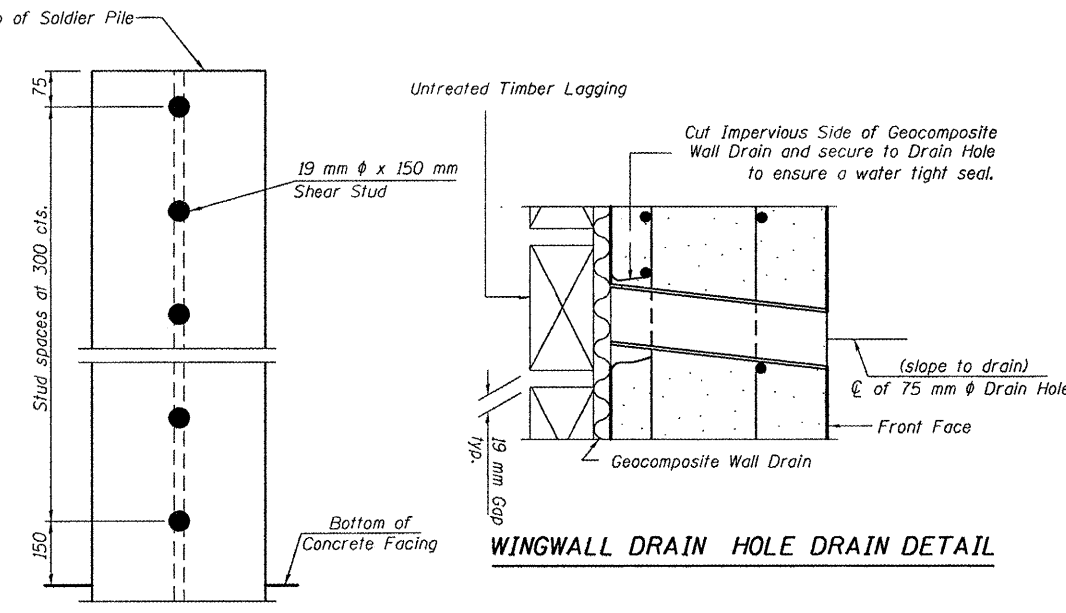 of Soldier Pile
75
19 mm ϕ x 150 mm
Shear Stud
Stud spaces at 300 cts.
150
Bottom of
Concrete Facing
Untreated Timber Lagging
Cut Impervious Side of Geocomposite
Wall Drain and secure to Drain Hole
to ensure a water tight seal.
(slope to drain)
℄ of 75 mm ϕ Drain Hole
Front Face
19 mm Gap
typ.
Geocomposite Wall Drain
WINGWALL DRAIN HOLE DRAIN DETAIL